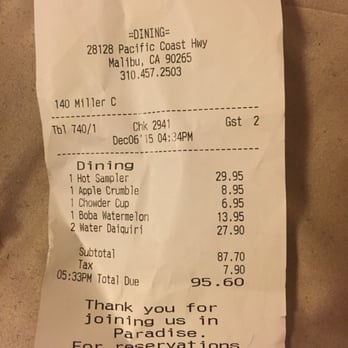 =DINING=
28128 Pacific Coast Hwy
Malibu, CA 90265
310.457.2503
140 Miller C
Tbl 740/1 Chk 2941 Gst 2
Dec06'15 04:34PM
Dining
1 Hot Sampler 29.95
1 Apple Crumble 8.95
1 Chowder Cup 6.95
1 Boba Watermelon 13.95
2 Water Daiquiri 27.90
Subtotal 87.70
Tax 7.90
05:33PM Total Due 95.60
Thank you for
joining us in
Paradise.
For reservations